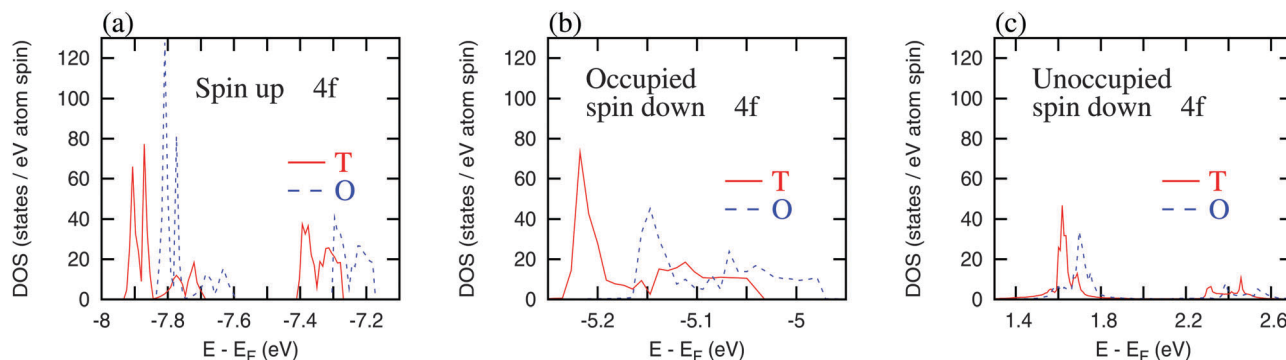 (a)
DOS (states / eV atom spin)
120
100
80
60
40
20
0
Spin up 4f
T
O
-8 -7.8 -7.6 -7.4 -7.2
E - E_F (eV)
(b)
DOS (states / eV atom spin)
120
100
80
60
40
20
0
Occupied
spin down 4f
T
O
-5.2 -5.1 -5
E - E_F (eV)
(c)
DOS (states / eV atom spin)
120
100
80
60
40
20
0
Unoccupied
spin down 4f
T
O
1.4 1.8 2.2 2.6
E - E_F (eV)